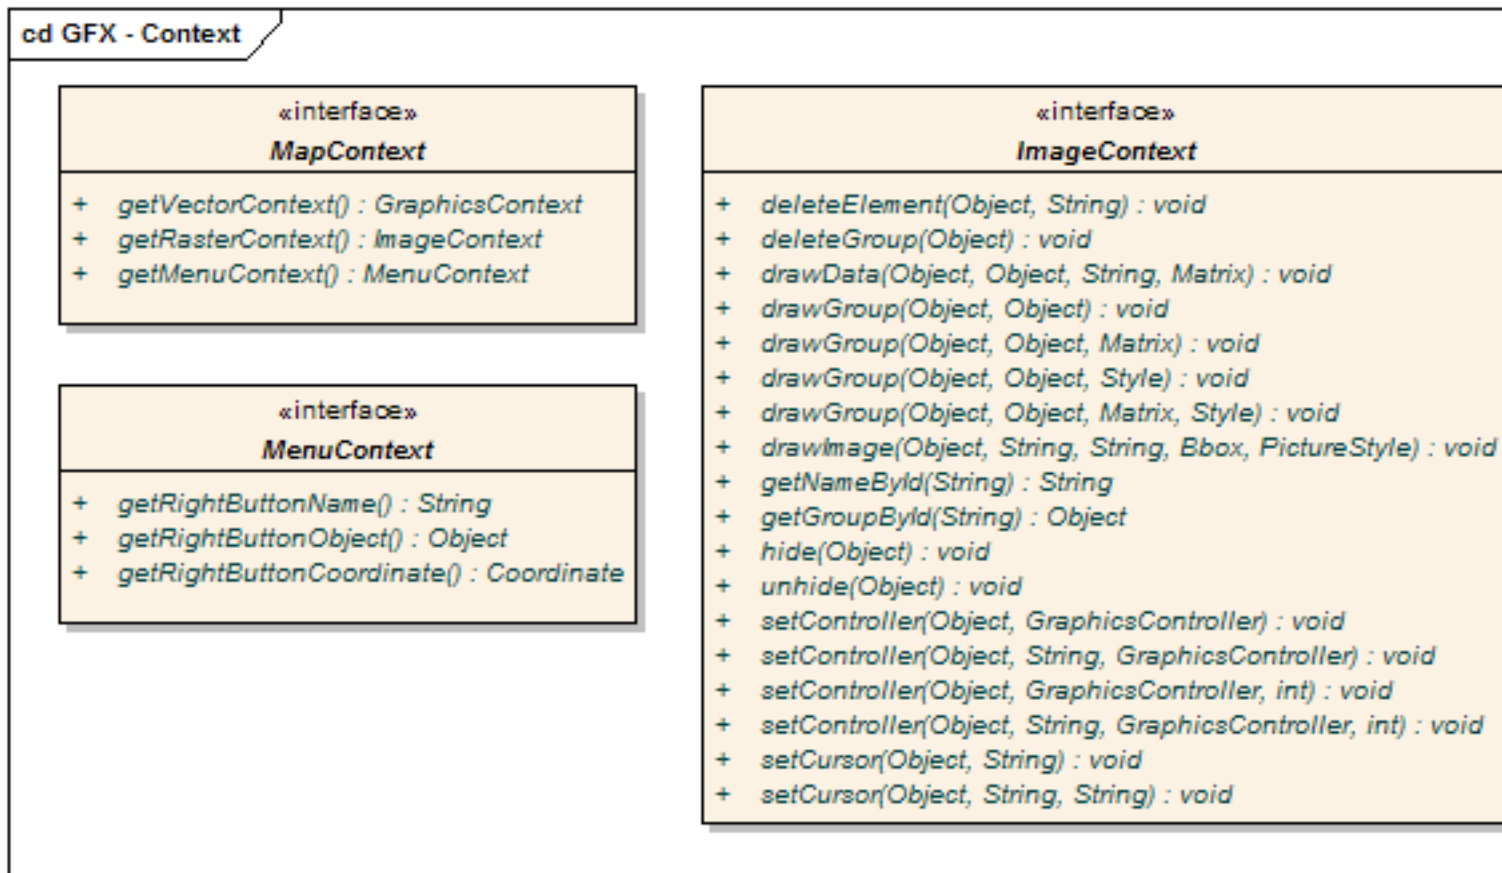 cd GFX - Context
«interface»
MapContext
+ getVectorContext() : GraphicsContext
+ getRasterContext() : ImageContext
+ getMenuContext() : MenuContext
«interface»
MenuContext
+ getRightButtonName() : String
+ getRightButtonObject() : Object
+ getRightButtonCoordinate() : Coordinate
«interface»
ImageContext
+ deleteElement(Object, String) : void
+ deleteGroup(Object) : void
+ drawData(Object, Object, String, Matrix) : void
+ drawGroup(Object, Object) : void
+ drawGroup(Object, Object, Matrix) : void
+ drawGroup(Object, Object, Style) : void
+ drawGroup(Object, Object, Matrix, Style) : void
+ drawImage(Object, String, String, Bbox, PictureStyle) : void
+ getNameById(String) : String
+ getGroupById(String) : Object
+ hide(Object) : void
+ unhide(Object) : void
+ setController(Object, GraphicsController) : void
+ setController(Object, String, GraphicsController) : void
+ setController(Object, GraphicsController, int) : void
+ setController(Object, String, GraphicsController, int) : void
+ setCursor(Object, String) : void
+ setCursor(Object, String, String) : void